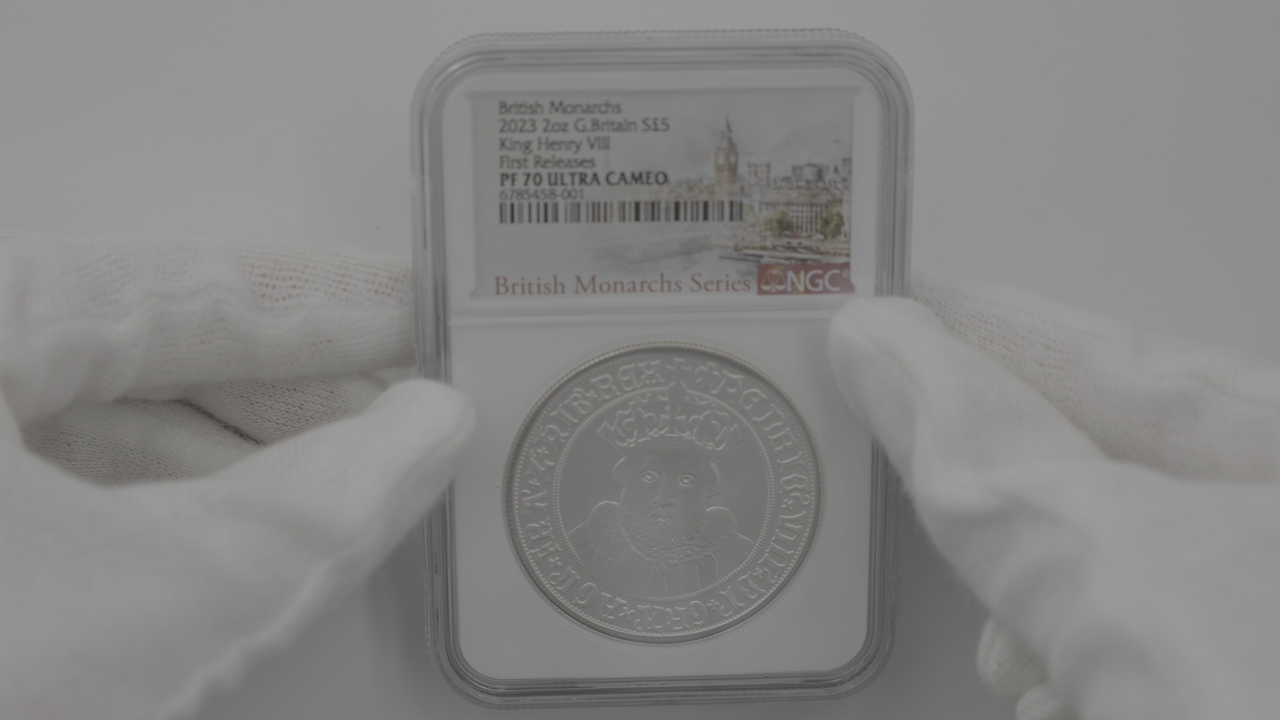 British Monarchs
2023 2oz G.Britain S£5
King Henry VIII
First Releases
PF 70 ULTRA CAMEO
6785458-001
British Monarchs Series NGC